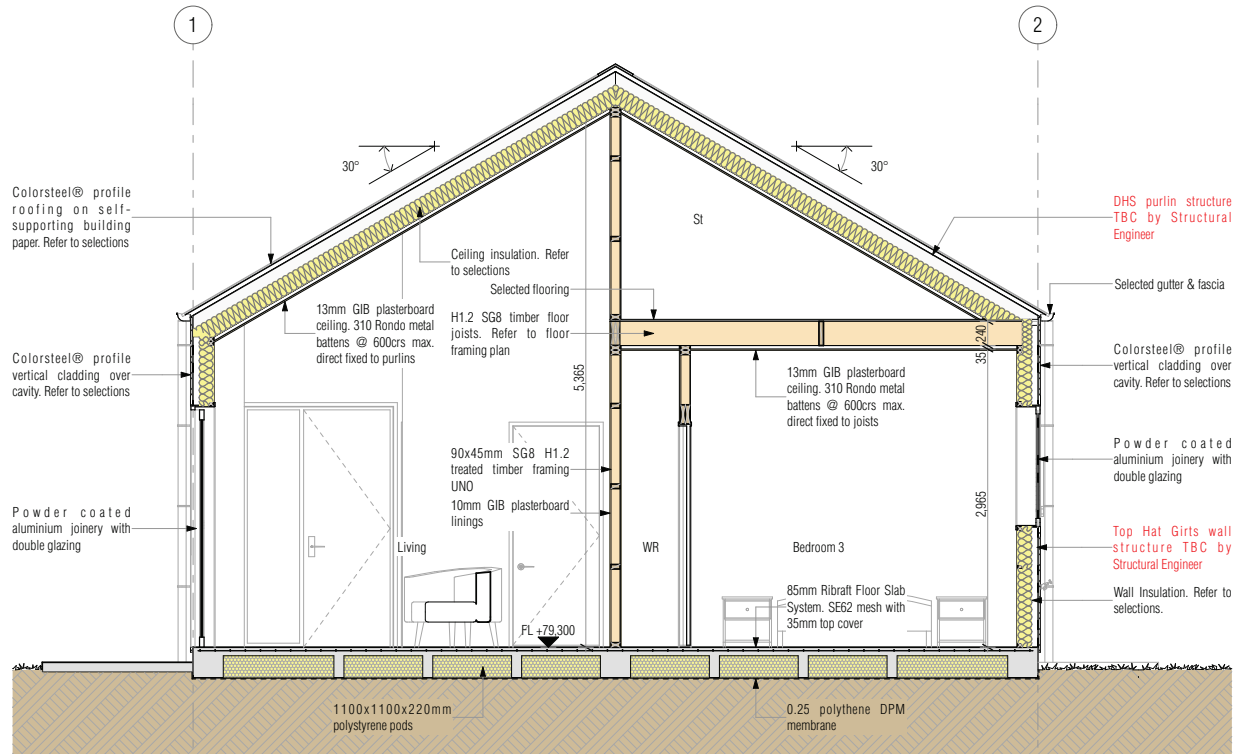 1
2
30°
30°
Colorsteel® profile
roofing on self-
supporting building
paper. Refer to selections
DHS purlin structure
TBC by Structural
Engineer
St
Ceiling insulation. Refer
to selections
Selected flooring
Selected gutter & fascia
13mm GIB plasterboard
ceiling. 310 Rondo metal
battens @ 600crs max.
direct fixed to purlins
H1.2 SG8 timber floor
joists. Refer to floor
framing plan
240
35
Colorsteel® profile
vertical cladding over
cavity. Refer to selections
Colorsteel® profile
vertical cladding over
cavity. Refer to selections
5,365
13mm GIB plasterboard
ceiling. 310 Rondo metal
battens @ 600crs max.
direct fixed to joists
90x45mm SG8 H1.2
treated timber framing
UNO
10mm GIB plasterboard
linings
Powder coated
aluminium joinery with
double glazing
Powder coated
aluminium joinery with
double glazing
2,965
Living
WR
Bedroom 3
Top Hat Girts wall
structure TBC by
Structural Engineer
Wall Insulation. Refer to
selections.
85mm Ribraft Floor Slab
System. SE62 mesh with
35mm top cover
FL +79,300
1100x1100x220mm
polystyrene pods
0.25 polythene DPM
membrane